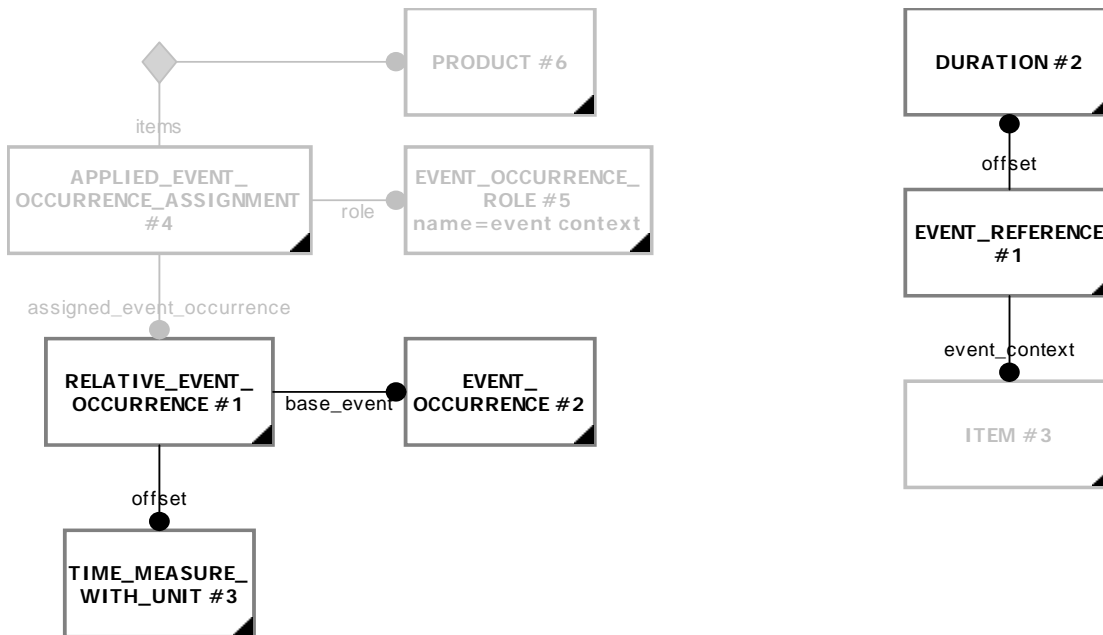 PRODUCT #6
items
APPLIED_EVENT_
OCCURRENCE_ASSIGNMENT
#4
role
EVENT_OCCURRENCE_
ROLE #5
name=event context
assigned_event_occurrence
RELATIVE_EVENT_
OCCURRENCE #1
base_event
EVENT_
OCCURRENCE #2
offset
TIME_MEASURE_
WITH_UNIT #3
DURATION #2
offset
EVENT_REFERENCE
#1
event_context
ITEM #3